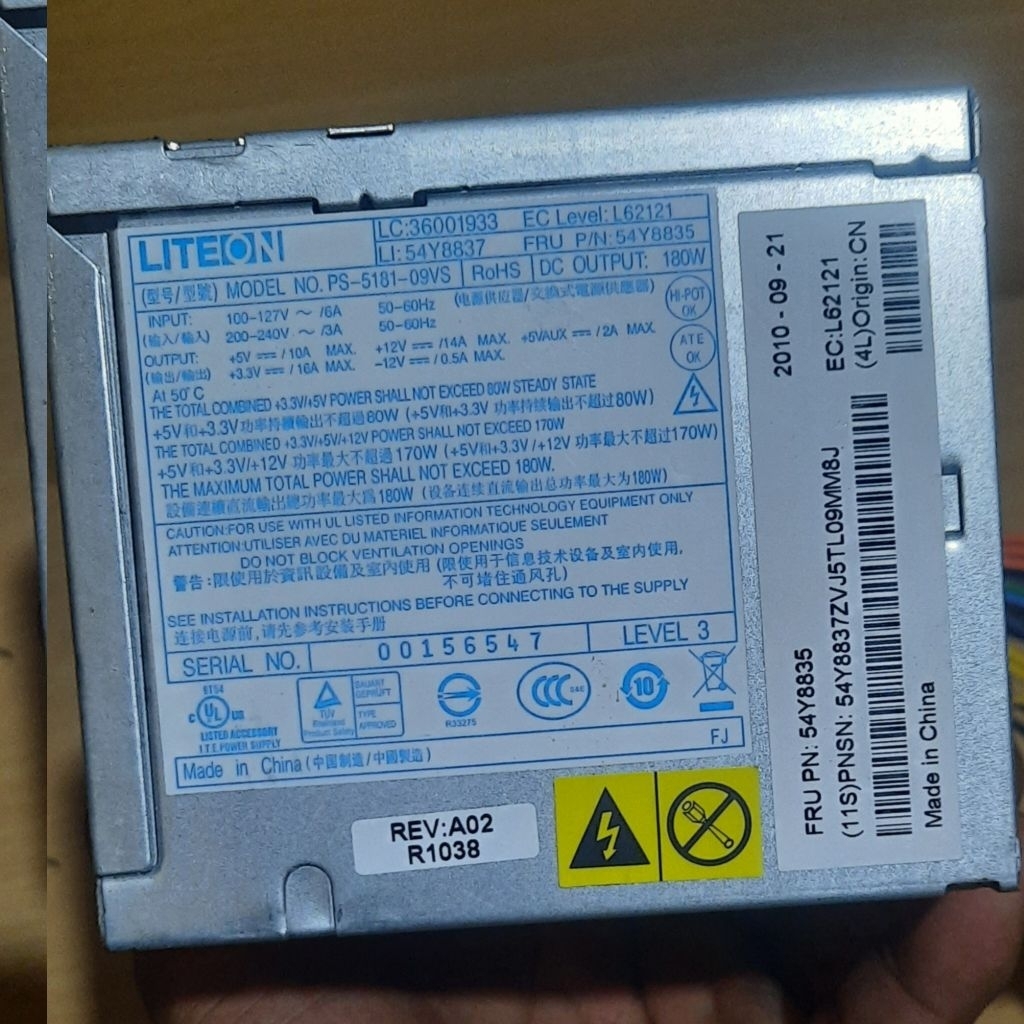 LITEON
LC:36001933 EC Level: L62121
LI: 54Y8837 FRU P/N: 54Y8835
(型号/型號) MODEL NO. PS-5181-09VS RoHS DC OUTPUT: 180W
(电源供应器/交換式電源供應器)
INPUT: 100-127V ～ /6A 50-60Hz
(输入/輸入) 200-240V ～ /3A 50-60Hz
OUTPUT: +5V ⎓ / 10A MAX. +12V ⎓ /14A MAX. +5VAUX ⎓ / 2A MAX.
(输出/輸出) +3.3V ⎓ / 16A MAX. -12V ⎓ / 0.5A MAX.
HI-POT
OK
ATE
OK
At 50°C
THE TOTAL COMBINED +3.3V/+5V POWER SHALL NOT EXCEED 80W STEADY STATE
+5V和+3.3V功率持續輸出不超過80W (+5V和+3.3V 功率持续输出不超过80W)
THE TOTAL COMBINED +3.3V/+5V/+12V POWER SHALL NOT EXCEED 170W
+5V和+3.3V/+12V 功率最大不超過 170W (+5V和+3.3V /+12V 功率最大不超过170W)
THE MAXIMUM TOTAL POWER SHALL NOT EXCEED 180W.
設備連續直流輸出總功率最大爲180W (设备连续直流输出总功率最大为180W)
CAUTION:FOR USE WITH UL LISTED INFORMATION TECHNOLOGY EQUIPMENT ONLY
ATTENTION:UTILISER AVEC DU MATERIEL INFORMATIQUE SEULEMENT
DO NOT BLOCK VENTILATION OPENINGS
警告:限使用於資訊設備及室內使用 (限使用于信息技术设备及室内使用,
不可堵住通风孔)
SEE INSTALLATION INSTRUCTIONS BEFORE CONNECTING TO THE SUPPLY
连接电源前,请先参考安装手册
SERIAL NO. 00156547 LEVEL 3
E154
c UL US
LISTED ACCESSORY
I.T.E. POWER SUPPLY
TÜV
Rheinland
Product Safety
BAUART
GEPRÜFT
TYPE
APPROVED
R33275
CCC S&E
10
Made in China (中国制造/中國製造) FJ
REV:A02
R1038
2010 - 09 - 21
EC:L62121
(4L)Origin:CN
FRU PN: 54Y8835
(11S)PNSN: 54Y8837ZVJ5TL09MM8J
Made in China